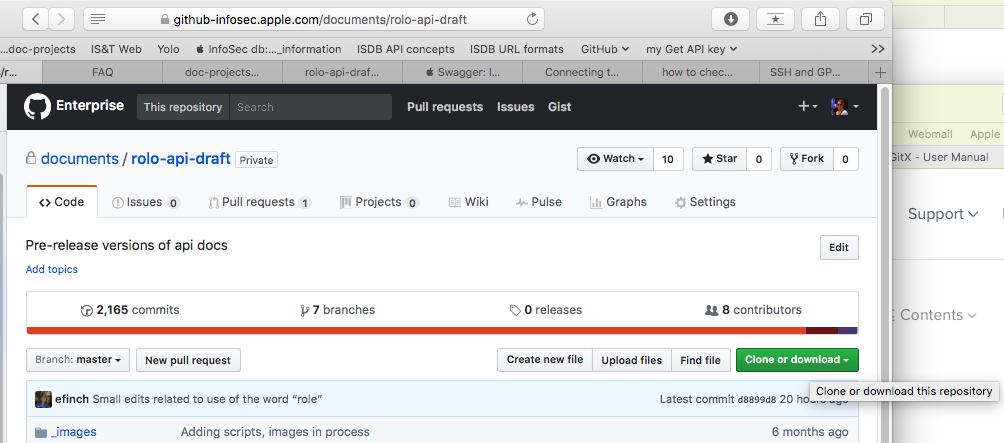 github-infosec.apple.com/documents/rolo-api-draft
...doc-projects IS&T Web Yolo InfoSec db:..._information ISDB API concepts ISDB URL formats GitHub my Get API key
FAQ doc-projects... rolo-api-draf... Swagger: I... Connecting t... how to chec... SSH and GP...
Enterprise This repository Search Pull requests Issues Gist
Webmail Apple
GitX - User Manual
documents / rolo-api-draft Private Watch 10 Star 0 Fork 0
Code Issues 0 Pull requests 1 Projects 0 Wiki Pulse Graphs Settings
Support
Pre-release versions of api docs Edit
Add topics
2,165 commits 7 branches 0 releases 8 contributors
Contents
Branch: master New pull request Create new file Upload files Find file Clone or download
Clone or download this repository
efinch Small edits related to use of the word “role” Latest commit d8899d8 20 hours ago
_images Adding scripts, images in process 6 months ago